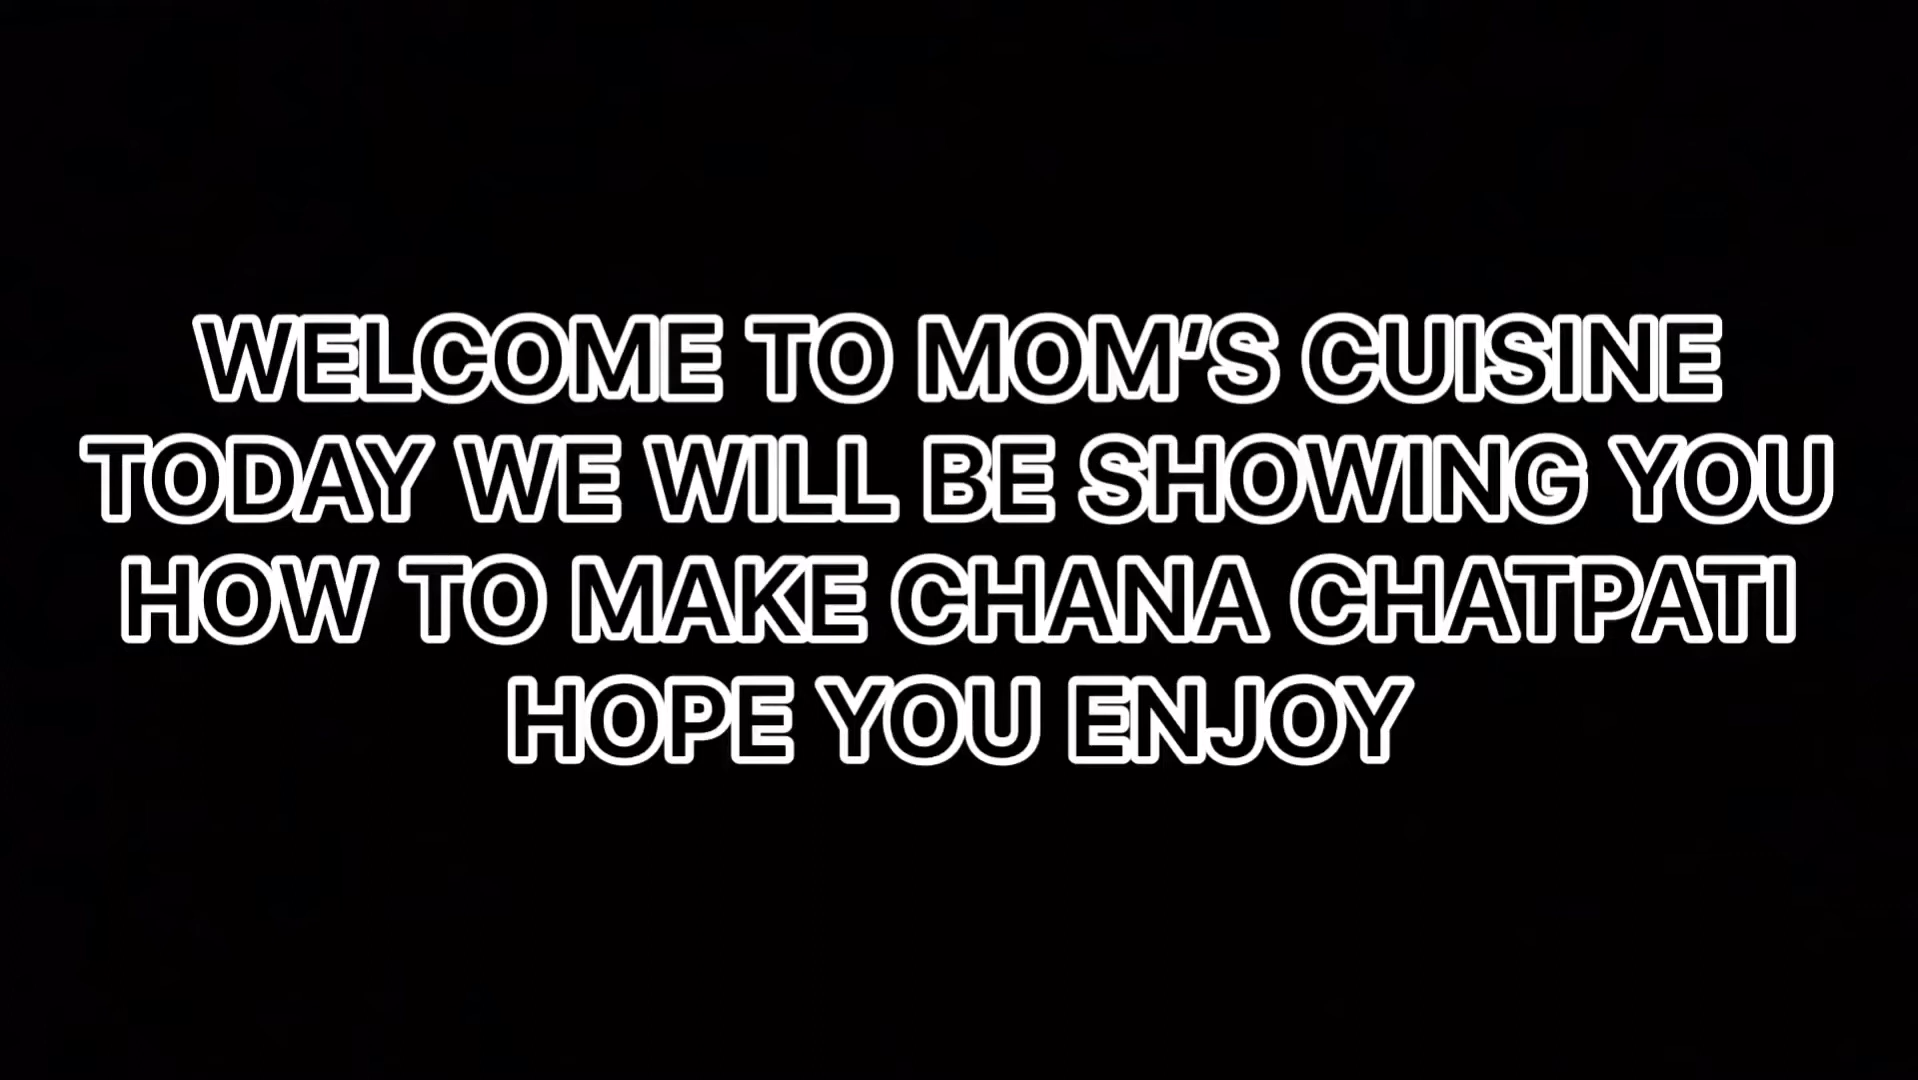 WELCOME TO MOM'S CUISINE
TODAY WE WILL BE SHOWING YOU
HOW TO MAKE CHANA CHATPATI
HOPE YOU ENJOY